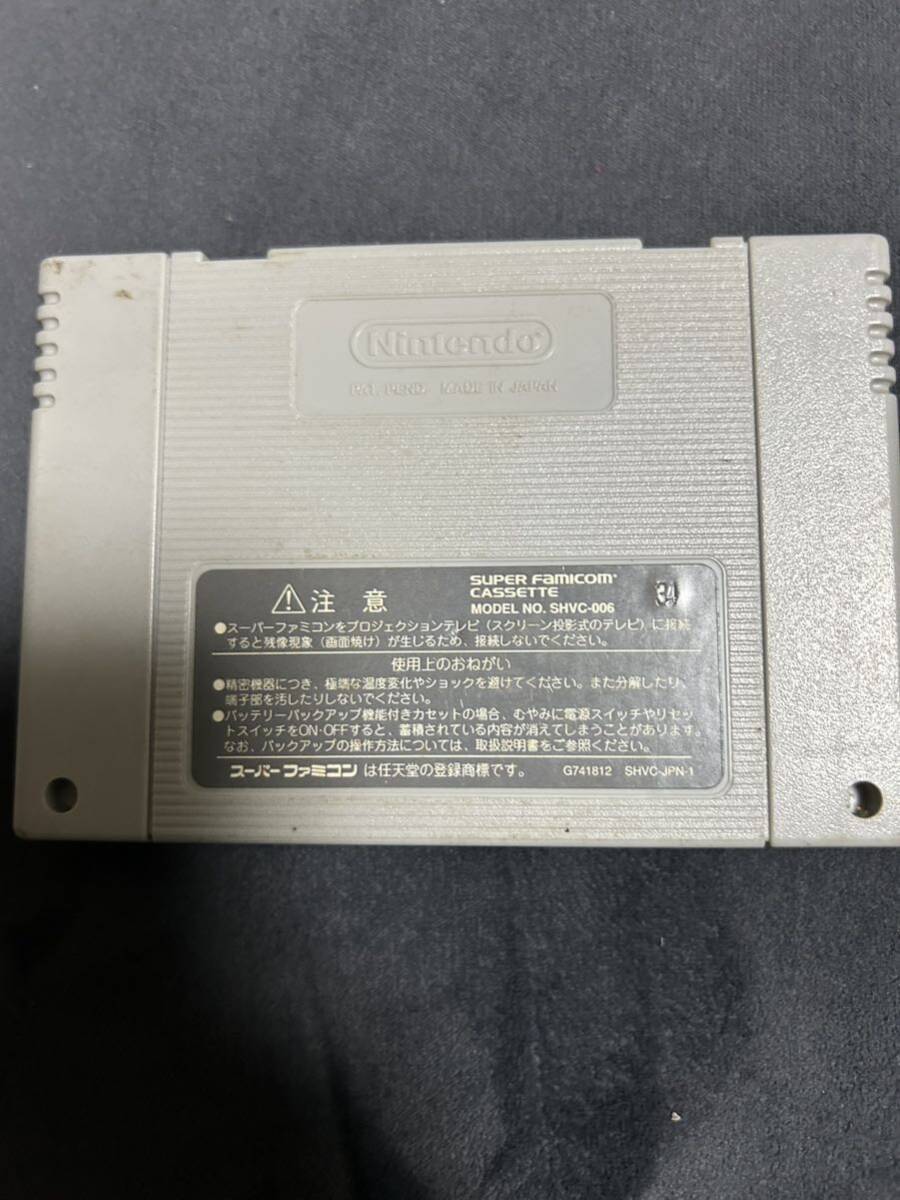 Nintendo®
PAT. PEND. MADE IN JAPAN
⚠注意
SUPER FAMICOM
CASSETTE
MODEL NO. SHVC-006
34
●スーパーファミコンをプロジェクションテレビ(スクリーン投影式のテレビ)に接続
すると残像現象(画面焼け)が生じるため、接続しないでください。
使用上のおねがい
●精密機器につき、極端な温度変化やショックを避けてください。また分解したり、
端子部を汚したりしないでください。
●バッテリーバックアップ機能付きカセットの場合、むやみに電源スイッチやリセッ
トスイッチをON・OFFすると、蓄積されている内容が消えてしまうことがあります。
なお、バックアップの操作方法については、取扱説明書をご参照ください。
スーパーファミコンは任天堂の登録商標です。 G741812 SHVC-JPN-1